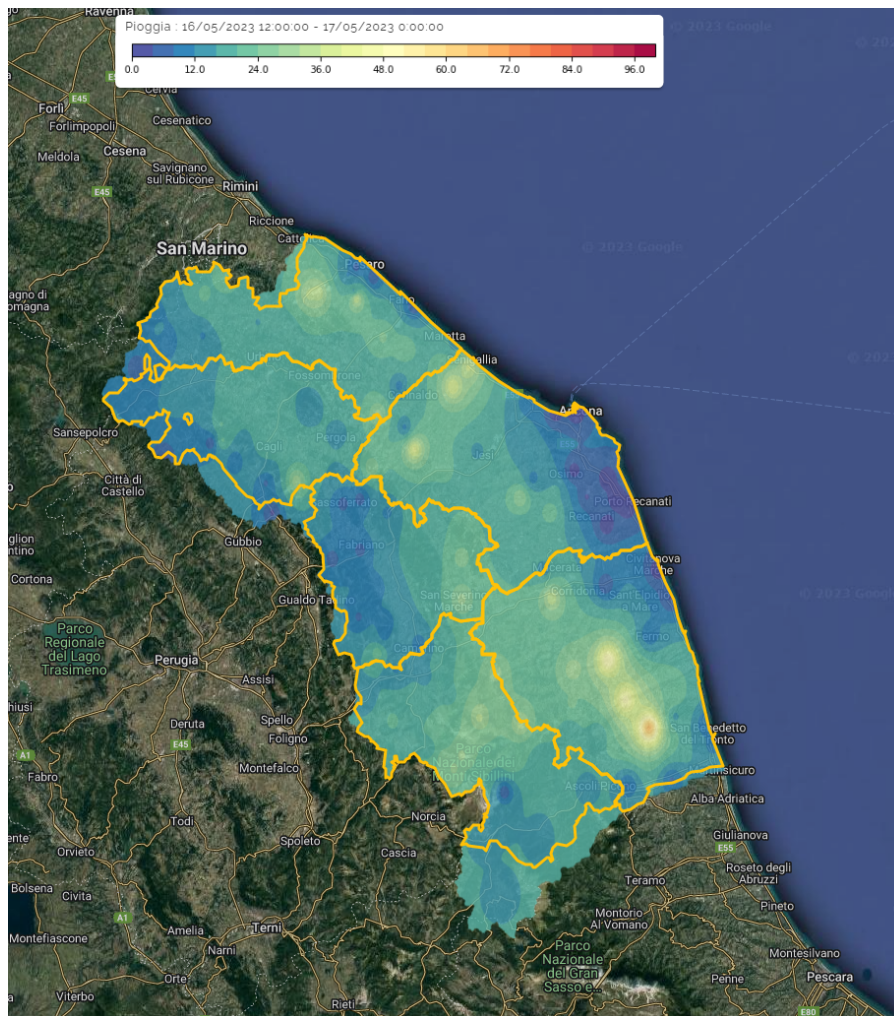 Ravenna
Pioggia : 16/05/2023 12:00:00 - 17/05/2023 0:00:00
0.0 12.0 24.0 36.0 48.0 60.0 72.0 84.0 96.0
© 2023 Google
E45
Cervia
Forlì
Forlimpopoli
Cesenatico
Meldola
Cesena
Savignano
sul Rubicone
E45
Rimini
Riccione
San Marino
Cattolica
© 2023 Google
Pesaro
Fano
Marotta
Senigallia
Fossombrone
Ancona
Sansepolcro
Cagli
Pergola
Jesi
E55
Osimo
Città di
Castello
Sassoferrato
Porto Recanati
Recanati
Gubbio
Fabriano
Civitanova
Marche
Macerata
Corridonia
Cortona
Gualdo Tadino
San Severino
Marche
Sant'Elpidio
a Mare
© 2023 Google
Parco
Regionale
del Lago
Trasimeno
Camerino
Fermo
Perugia
Assisi
Spello
Foligno
Deruta
E45
A1
Fabro
Montefalco
Parco
Nazionale dei
Monti Sibillini
San Benedetto
del Tronto
Martinsicuro
Ascoli Piceno
Alba Adriatica
Norcia
Todi
Spoleto
Giulianova
E55
Orvieto
Cascia
Roseto degli
Abruzzi
Bolsena
Civita
Teramo
Pineto
A1
Amelia
Terni
Montorio
Al Vomano
Montefiascone
Narni
Parco
Nazionale
del Gran
Sasso e...
Montesilvano
Orte
Penne
Pescara
Viterbo
Rieti
E80